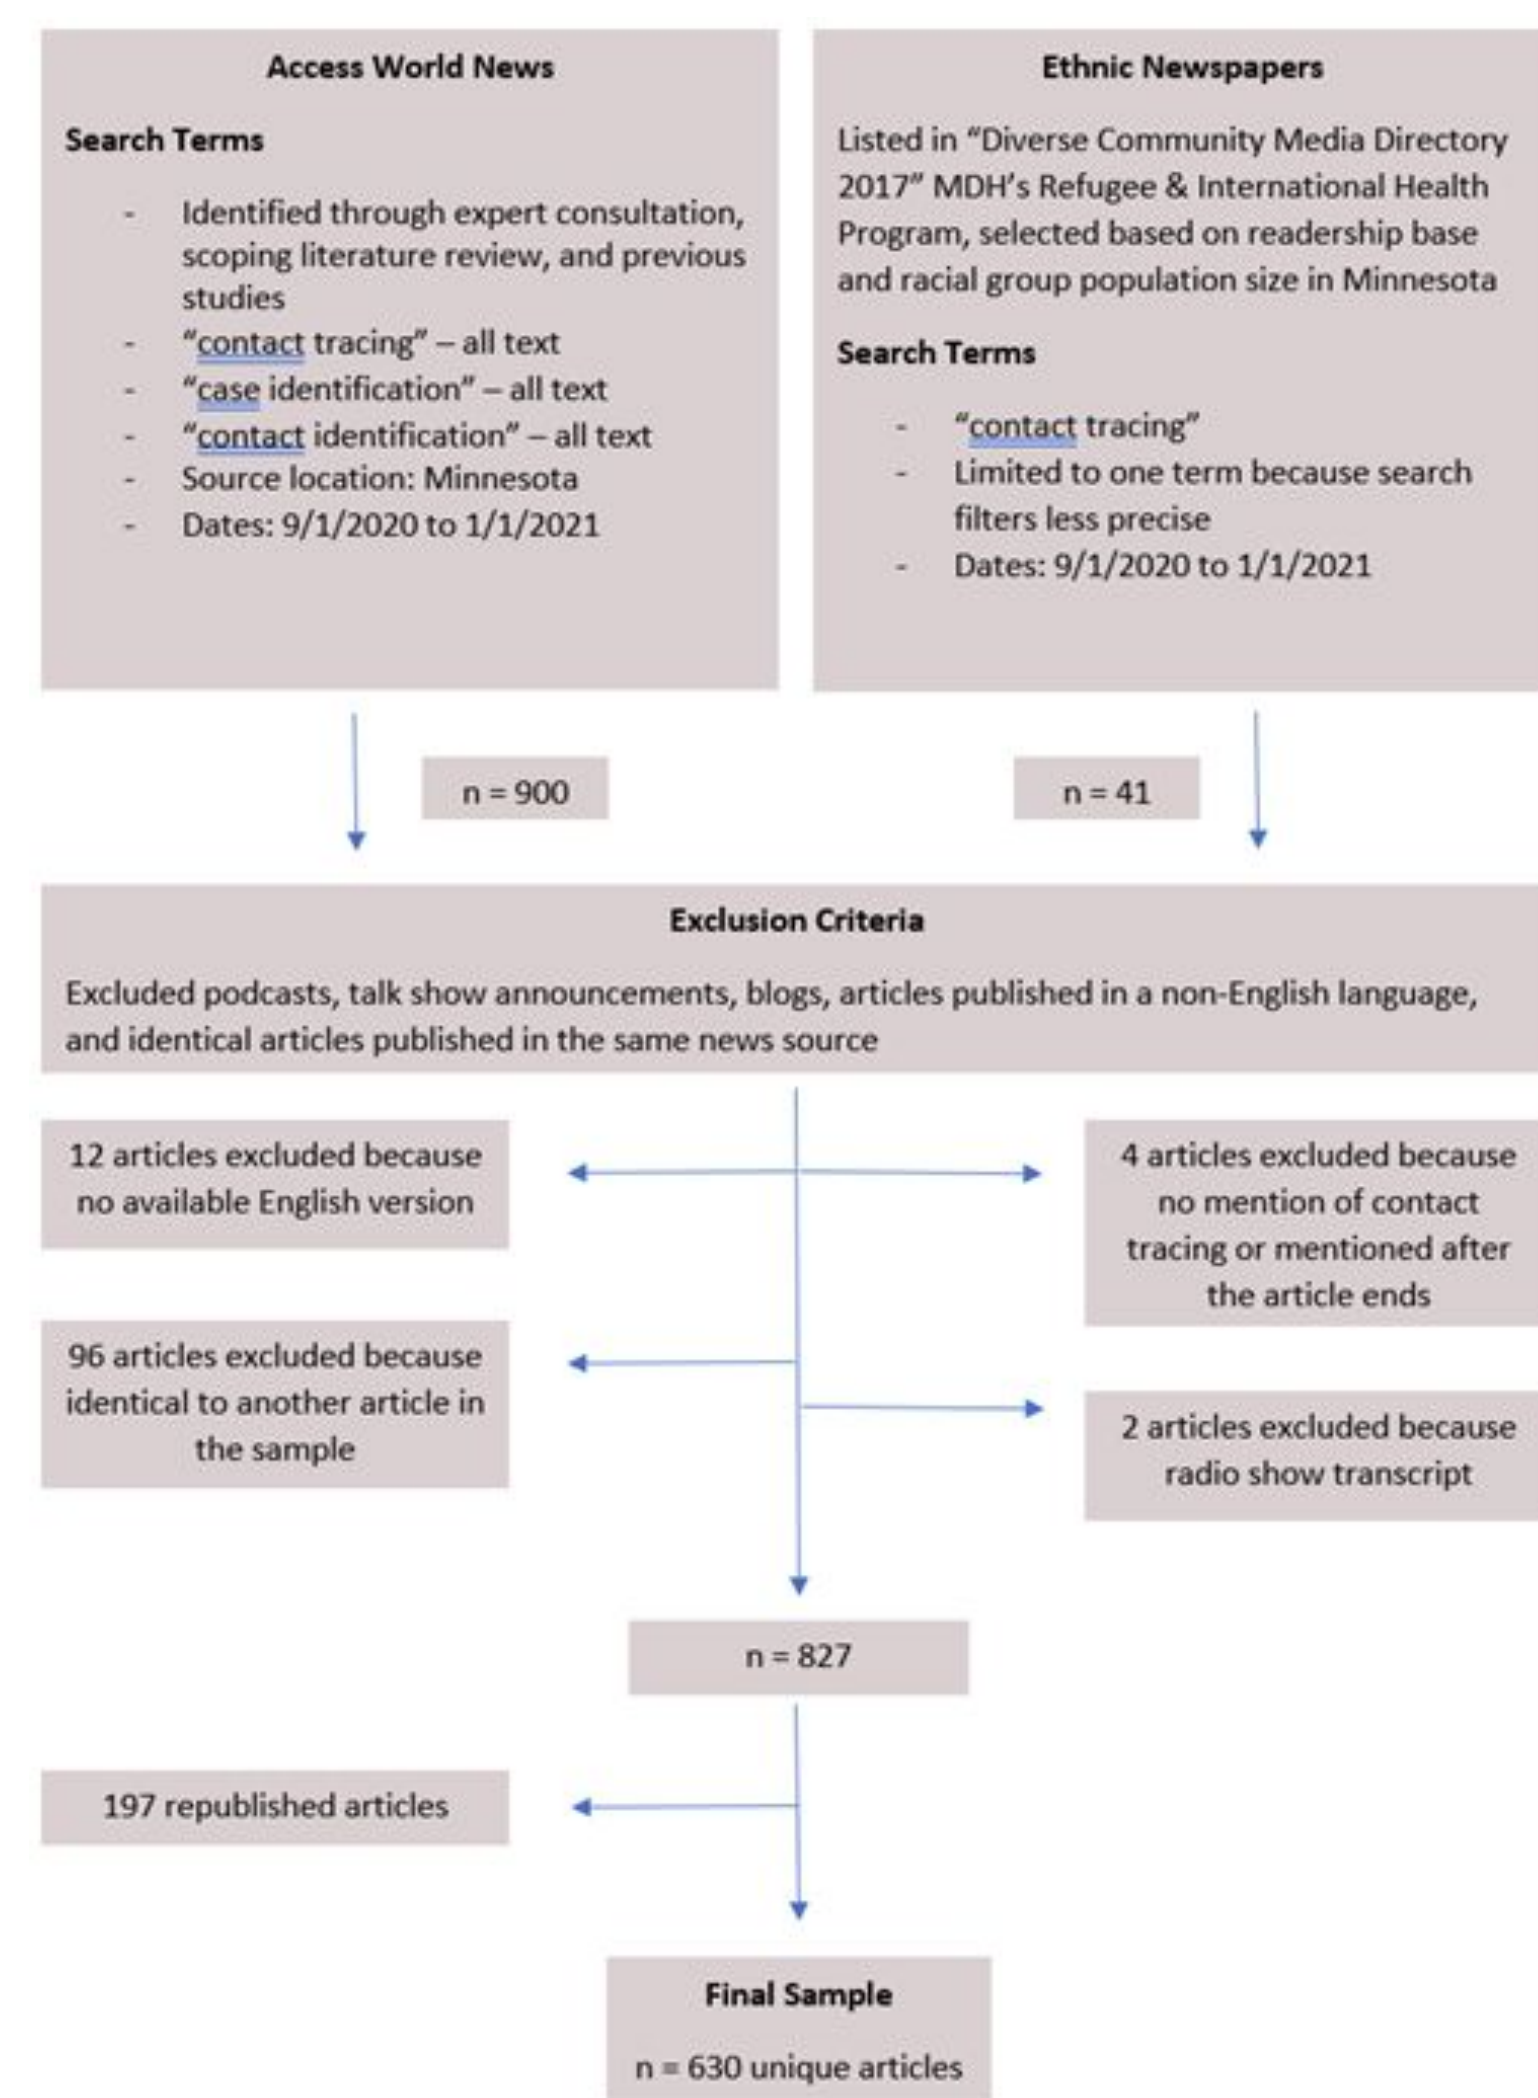 Access World News
Search Terms
- Identified through expert consultation,
scoping literature review, and previous
studies
- “contact tracing” – all text
- “case identification” – all text
- “contact identification” – all text
- Source location: Minnesota
- Dates: 9/1/2020 to 1/1/2021
Ethnic Newspapers
Listed in “Diverse Community Media Directory
2017” MDH’s Refugee & International Health
Program, selected based on readership base
and racial group population size in Minnesota
Search Terms
- “contact tracing”
- Limited to one term because search
filters less precise
- Dates: 9/1/2020 to 1/1/2021
n = 900
n = 41
Exclusion Criteria
Excluded podcasts, talk show announcements, blogs, articles published in a non-English language,
and identical articles published in the same news source
12 articles excluded because
no available English version
4 articles excluded because
no mention of contact
tracing or mentioned after
the article ends
96 articles excluded because
identical to another article in
the sample
2 articles excluded because
radio show transcript
n = 827
197 republished articles
Final Sample
n = 630 unique articles